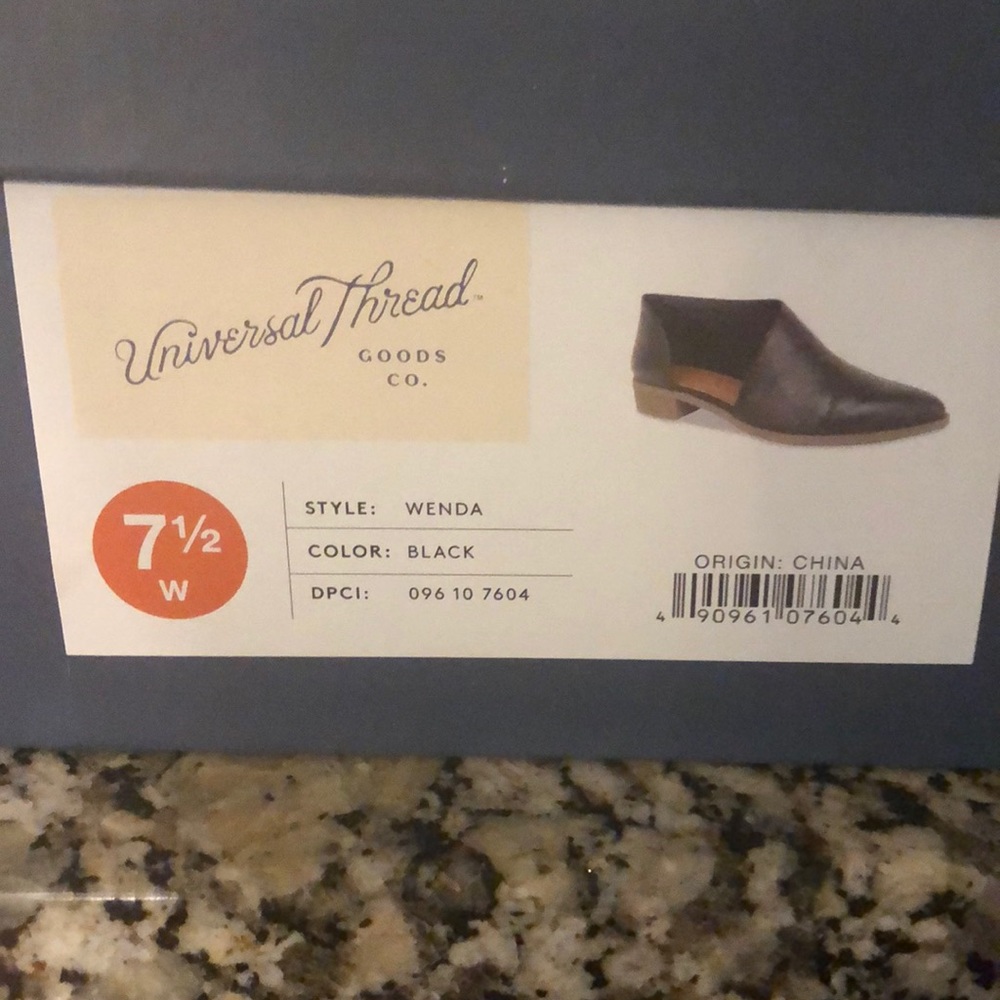 Universal Thread™
GOODS
CO.
7½
W
STYLE: WENDA
COLOR: BLACK
DPCI: 096 10 7604
ORIGIN: CHINA
4 90961 07604 4